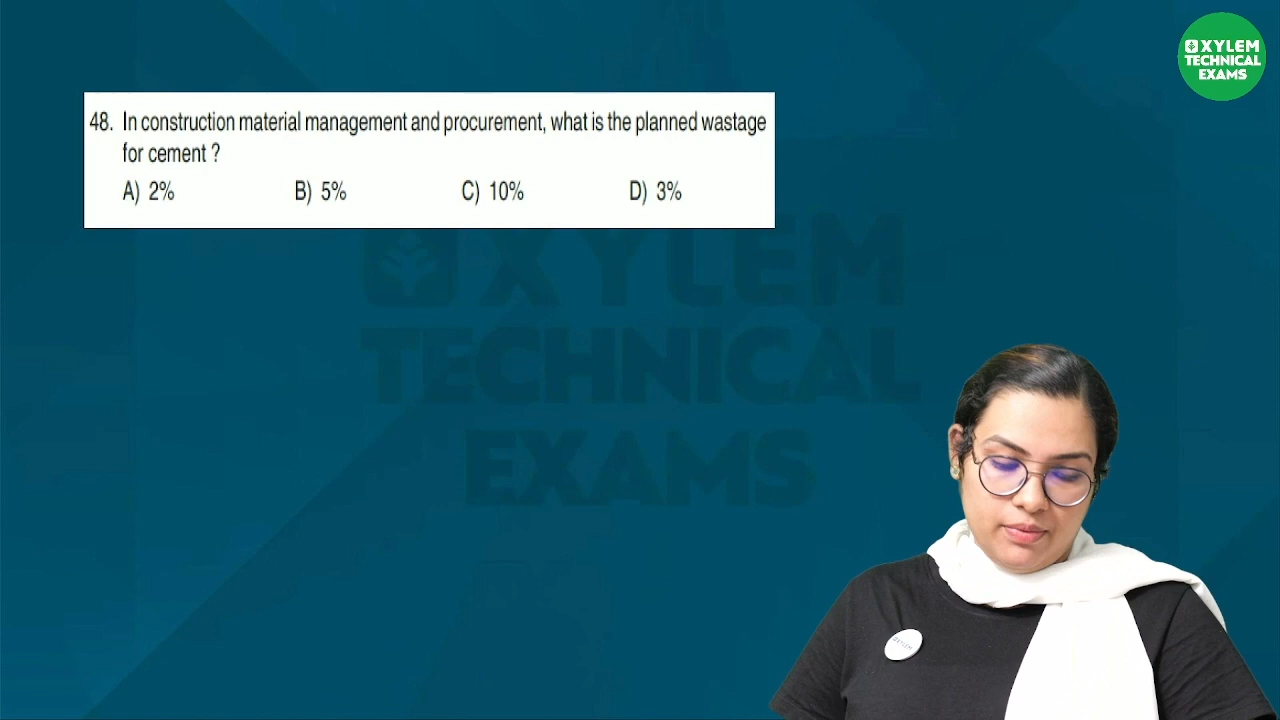 XYLEM
TECHNICAL
EXAMS
48. In construction material management and procurement, what is the planned wastage
for cement ?
A) 2% B) 5% C) 10% D) 3%
XYLEM
TECHNICAL
EXAMS
XYLEM